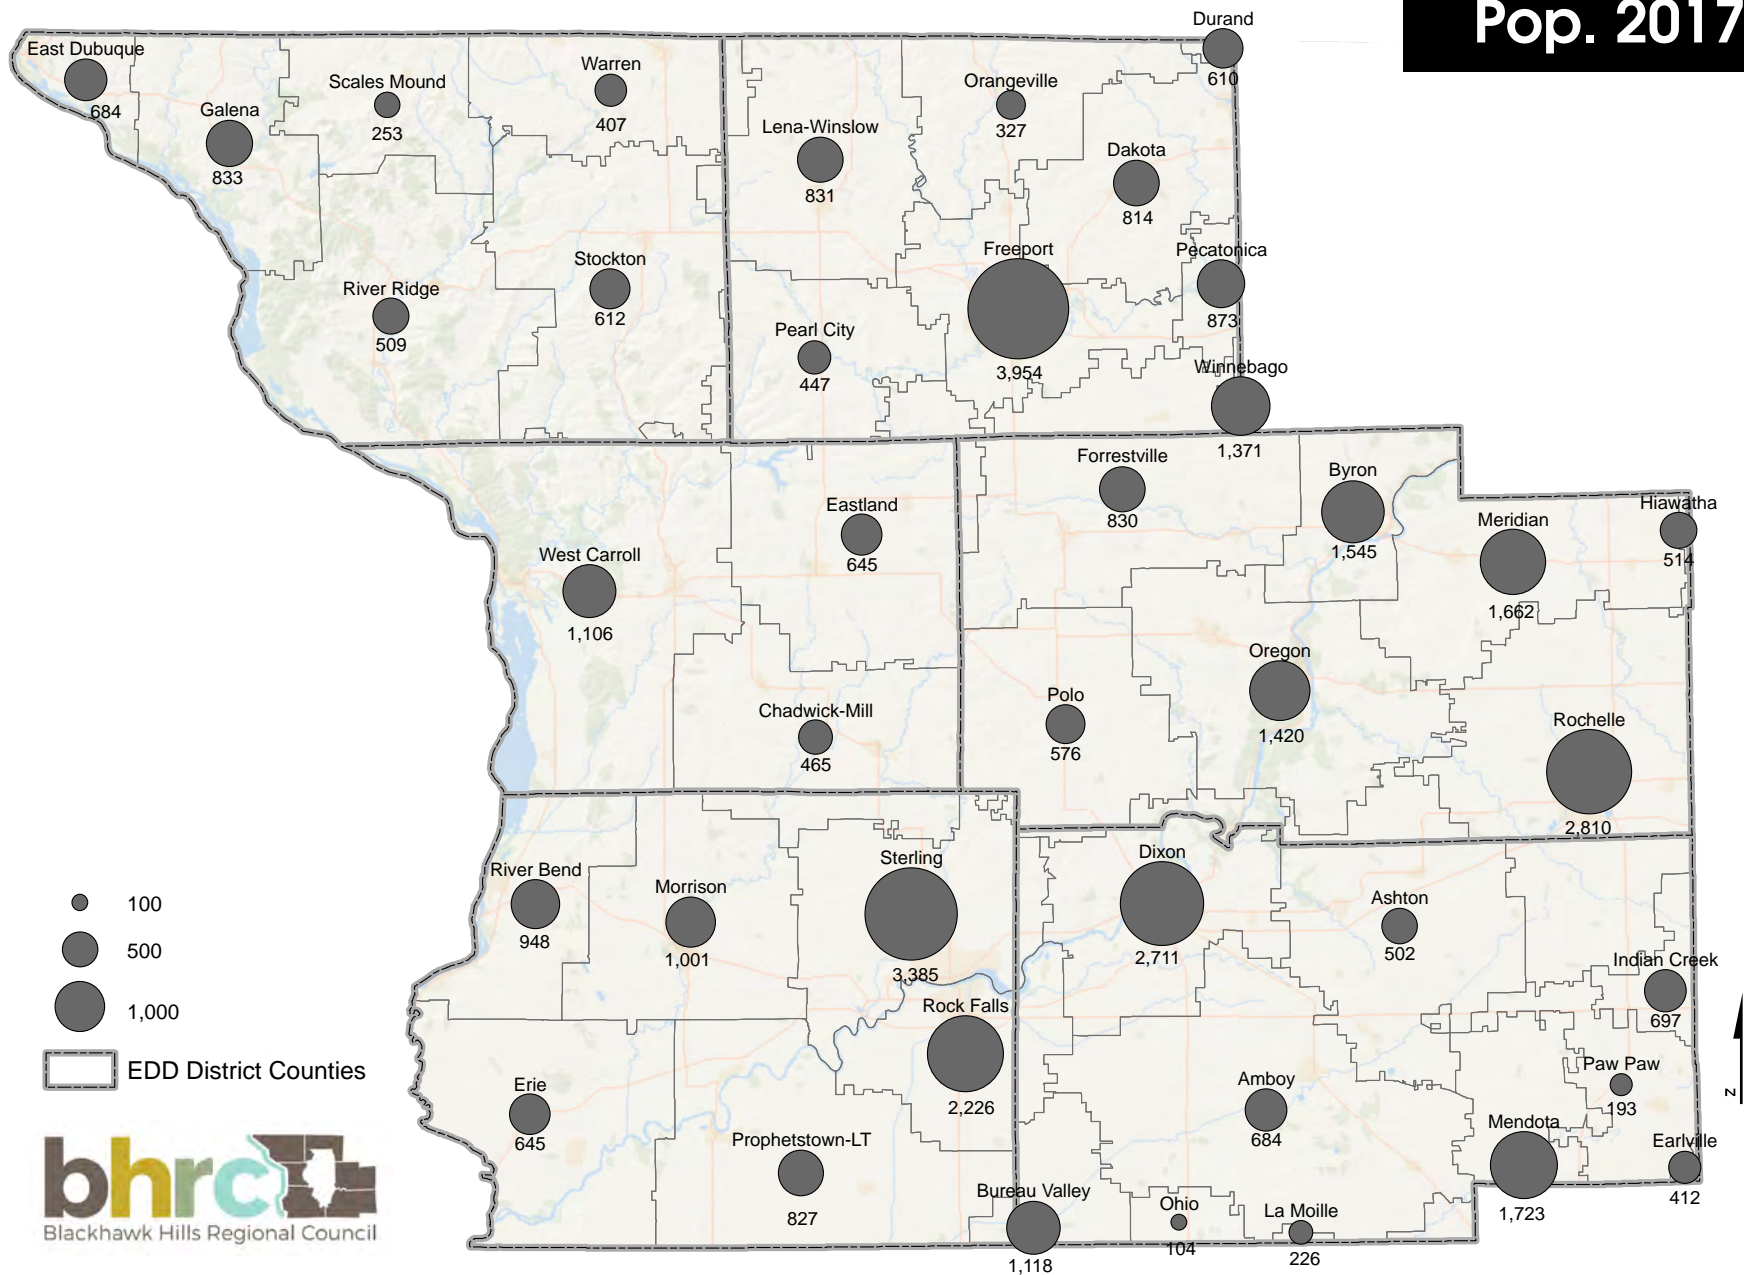 Pop. 2017
Durand
610
East Dubuque
684
Galena
833
Scales Mound
253
Warren
407
Lena-Winslow
831
Orangeville
327
Dakota
814
Freeport
3,954
Pecatonica
873
River Ridge
509
Stockton
612
Pearl City
447
Winnebago
1,371
Forrestville
830
Byron
1,545
Meridian
1,662
Hiawatha
514
Eastland
645
West Carroll
1,106
Oregon
1,420
Polo
576
Chadwick-Mill
465
Rochelle
2,810
River Bend
948
Morrison
1,001
Sterling
3,385
Dixon
2,711
Ashton
502
Indian Creek
697
Rock Falls
2,226
Erie
645
Prophetstown-LT
827
Amboy
684
Paw Paw
193
Mendota
1,723
Earlville
412
Bureau Valley
1,118
Ohio
104
La Moille
226
100
500
1,000
EDD District Counties
bhrc
Blackhawk Hills Regional Council
z